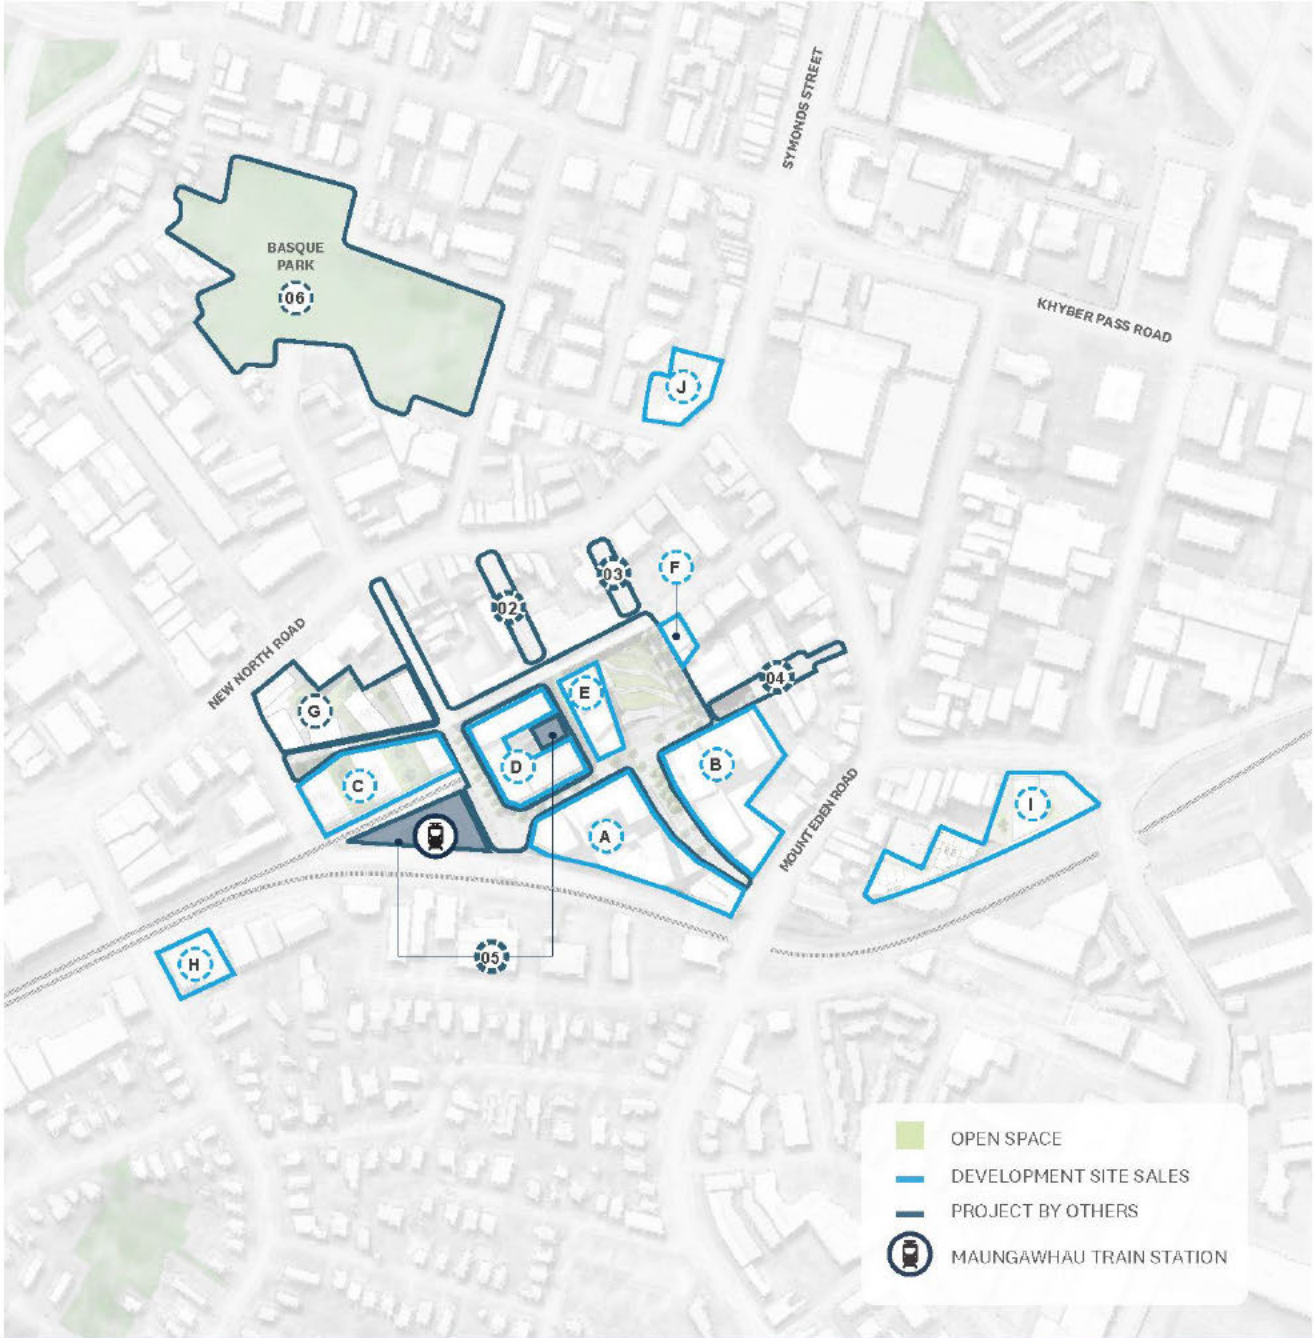 SYMONDS STREET
BASQUE
PARK
06
KHYBER PASS ROAD
J
03
F
02
NEW NORTH ROAD
04
E
G
D
B
C
I
A
MOUNT EDEN ROAD
05
H
OPEN SPACE
DEVELOPMENT SITE SALES
PROJECT BY OTHERS
MAUNGAWHAU TRAIN STATION